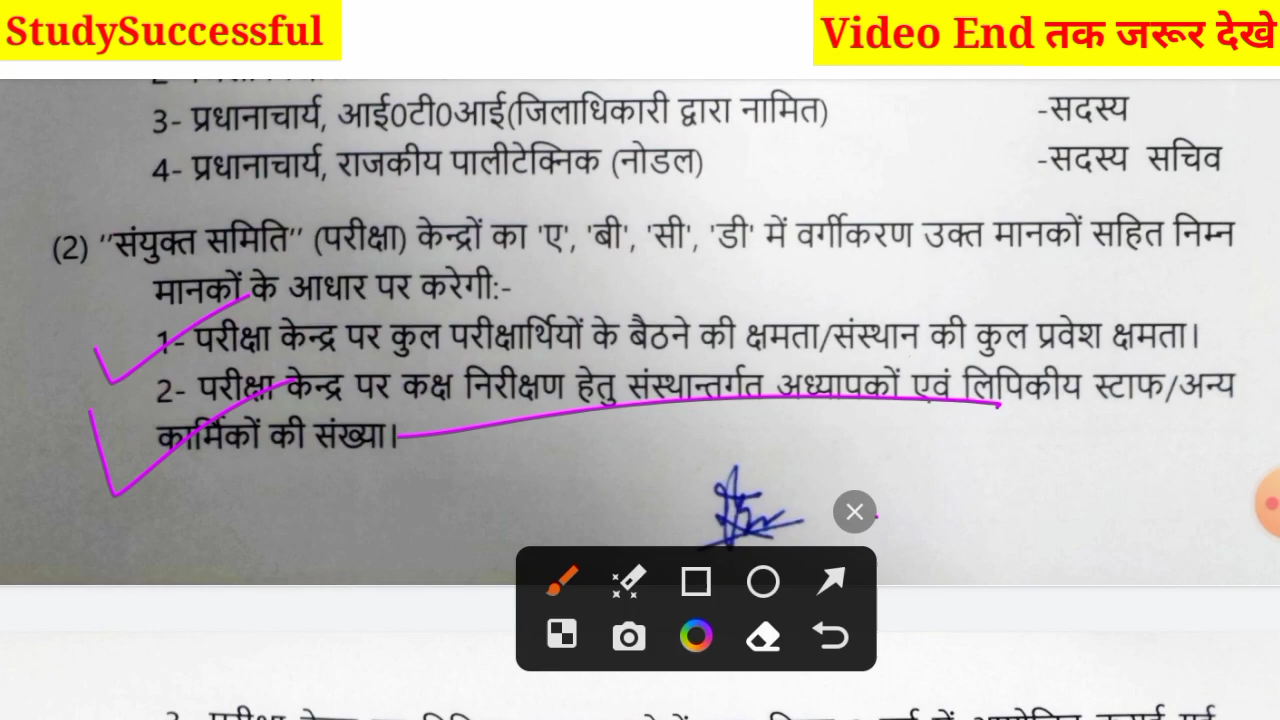 StudySuccessful
Video End तक जरूर देखे
3- प्रधानाचार्य, आई0टी0आई(जिलाधिकारी द्वारा नामित) -सदस्य
4- प्रधानाचार्य, राजकीय पालीटेक्निक (नोडल) -सदस्य सचिव
(2) "संयुक्त समिति" (परीक्षा) केन्द्रों का 'ए', 'बी', 'सी', 'डी' में वर्गीकरण उक्त मानकों सहित निम्न
मानकों के आधार पर करेगी:-
1- परीक्षा केन्द्र पर कुल परीक्षार्थियों के बैठने की क्षमता/संस्थान की कुल प्रवेश क्षमता।
2- परीक्षा केन्द्र पर कक्ष निरीक्षण हेतु संस्थान्तर्गत अध्यापकों एवं लिपिकीय स्टाफ/अन्य
कार्मिकों की संख्या।